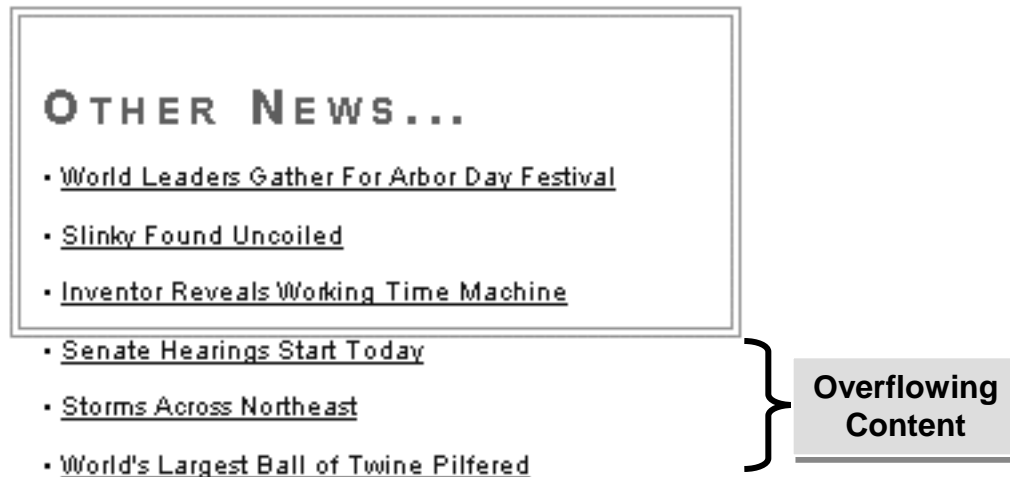 OTHER NEWS...
• World Leaders Gather For Arbor Day Festival
• Slinky Found Uncoiled
• Inventor Reveals Working Time Machine
• Senate Hearings Start Today
• Storms Across Northeast
• World's Largest Ball of Twine Pilfered
Overflowing
Content